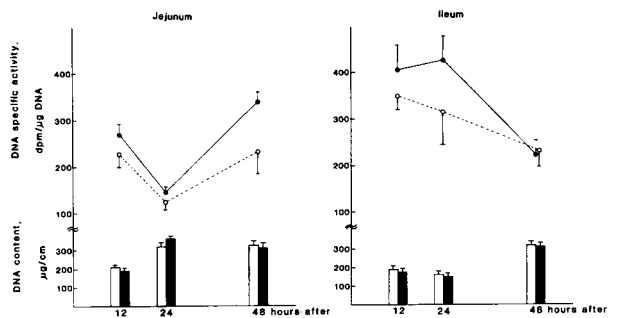 Jejunum
Ileum
DNA specific activity,
dpm/µg DNA
400
300
200
100
400
300
200
100
DNA content,
µg/cm
300
200
100
300
200
100
12 24 48 hours after
12 24 48 hours after